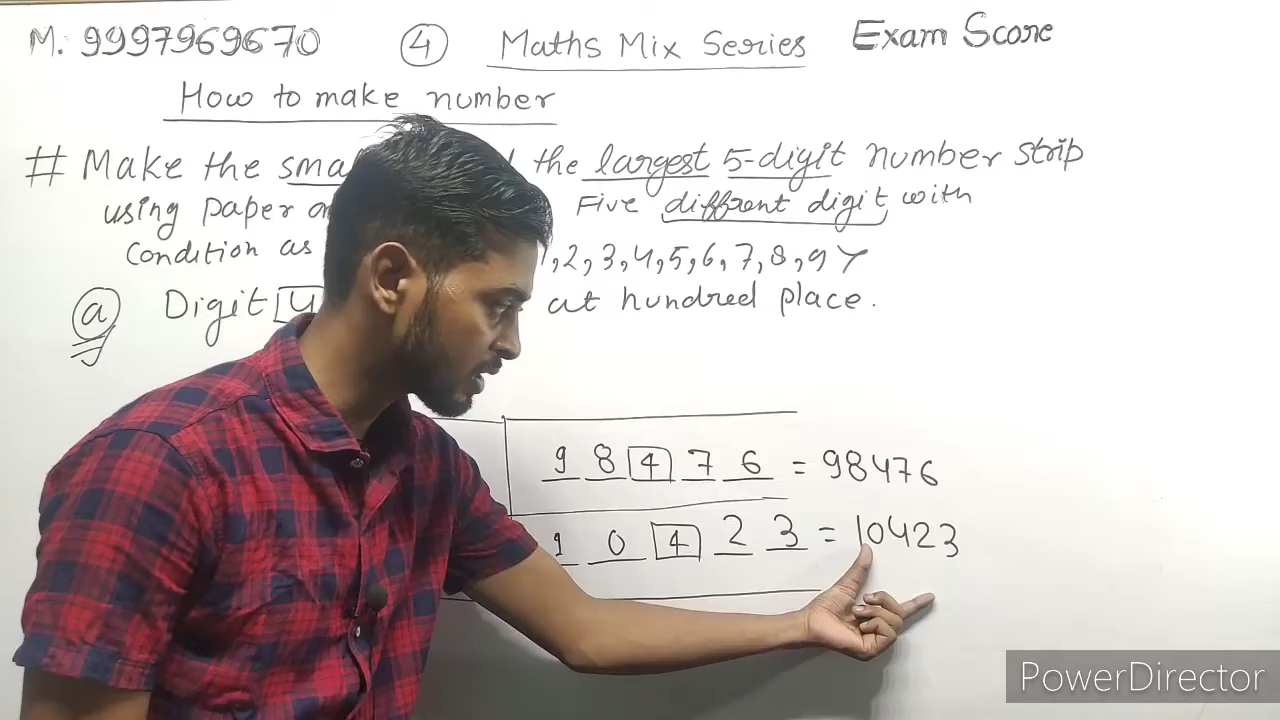 M. 9997969670 ④ Maths Mix Series Exam Score
How to make number
# Make the the largest 5-digit number strip
using paper Five diffrent digit with
Condition as 1, 2, 3, 4, 5, 6, 7, 8, 9 }
(a) Digit 4 at hundred place.
9 8 4 7 6 = 98476
1 0 4 2 3 = 10423
PowerDirector